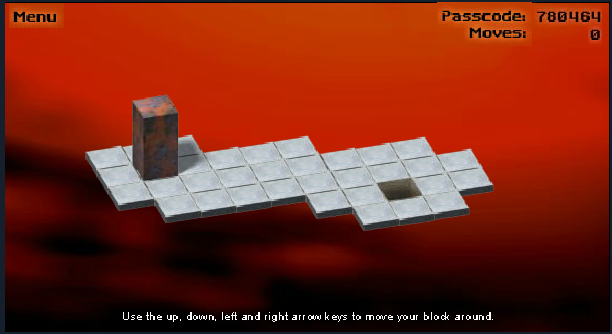 Menu
Passcode: 780464
Moves: 0
Use the up, down, left and right arrow keys to move your block around.